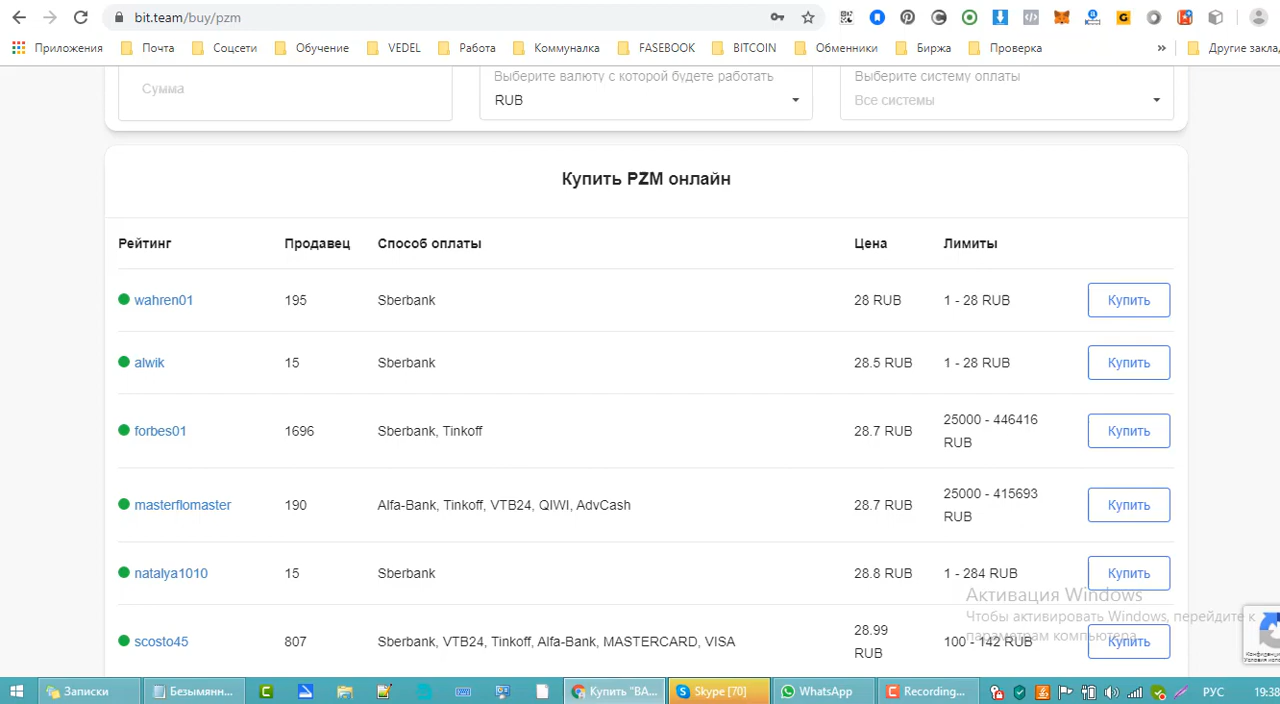 bit.team/buy/pzm
Приложения Почта Соцсети Обучение VEDEL Работа Коммуналка FASEBOOK BITCOIN Обменники Биржа Проверка » Другие закла
Сумма
Выберите валюту с которой будете работать
RUB
Выберите систему оплаты
Все системы
Купить PZM онлайн
Рейтинг Продавец Способ оплаты Цена Лимиты
wahren01 195 Sberbank 28 RUB 1 - 28 RUB Купить
alwik 15 Sberbank 28.5 RUB 1 - 28 RUB Купить
forbes01 1696 Sberbank, Tinkoff 28.7 RUB 25000 - 446416 RUB Купить
masterflomaster 190 Alfa-Bank, Tinkoff, VTB24, QIWI, AdvCash 28.7 RUB 25000 - 415693 RUB Купить
natalya1010 15 Sberbank 28.8 RUB 1 - 284 RUB Купить
scosto45 807 Sberbank, VTB24, Tinkoff, Alfa-Bank, MASTERCARD, VISA 28.99 RUB 100 - 142 RUB Купить
Активация Windows
Чтобы активировать Windows, перейдите к
параметрам компьютера.
Записки Безымянн... Купить "BA... Skype [70] WhatsApp Recording... РУС 19:38